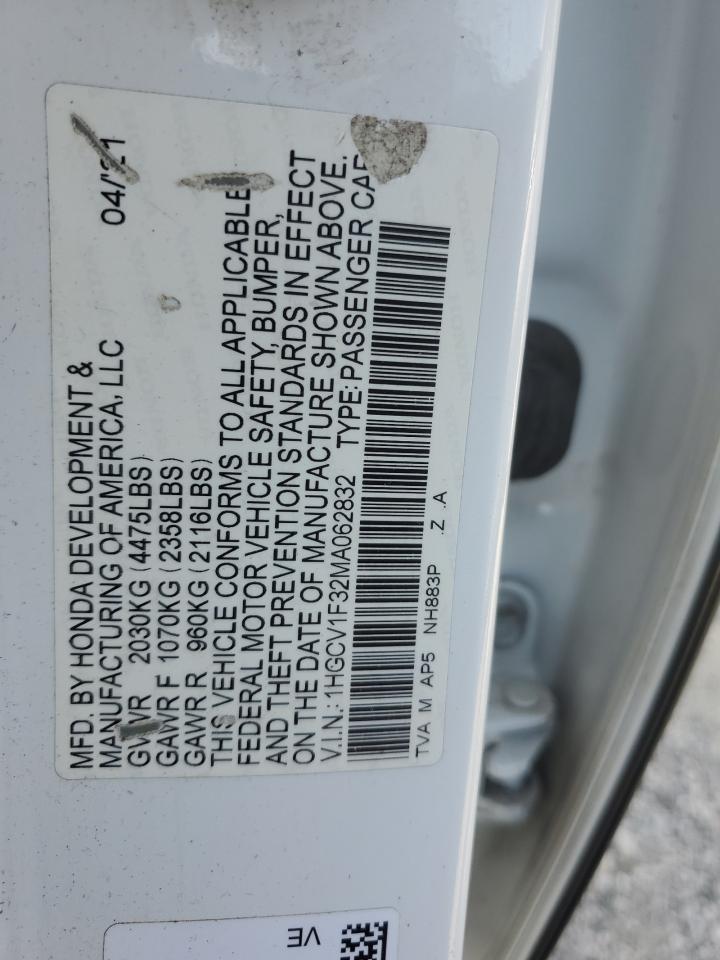 MFD. BY HONDA DEVELOPMENT &
MANUFACTURING OF AMERICA, LLC 04/21
GVWR 2030KG (4475LBS)
GAWR F 1070KG (2358LBS)
GAWR R 960KG (2116LBS)
THIS VEHICLE CONFORMS TO ALL APPLICABLE
FEDERAL MOTOR VEHICLE SAFETY, BUMPER,
AND THEFT PREVENTION STANDARDS IN EFFECT
ON THE DATE OF MANUFACTURE SHOWN ABOVE.
V.I.N.: 1HGCV1F32MA062832 TYPE: PASSENGER CAR
TVA M AP5 NH883P .Z .A
VE